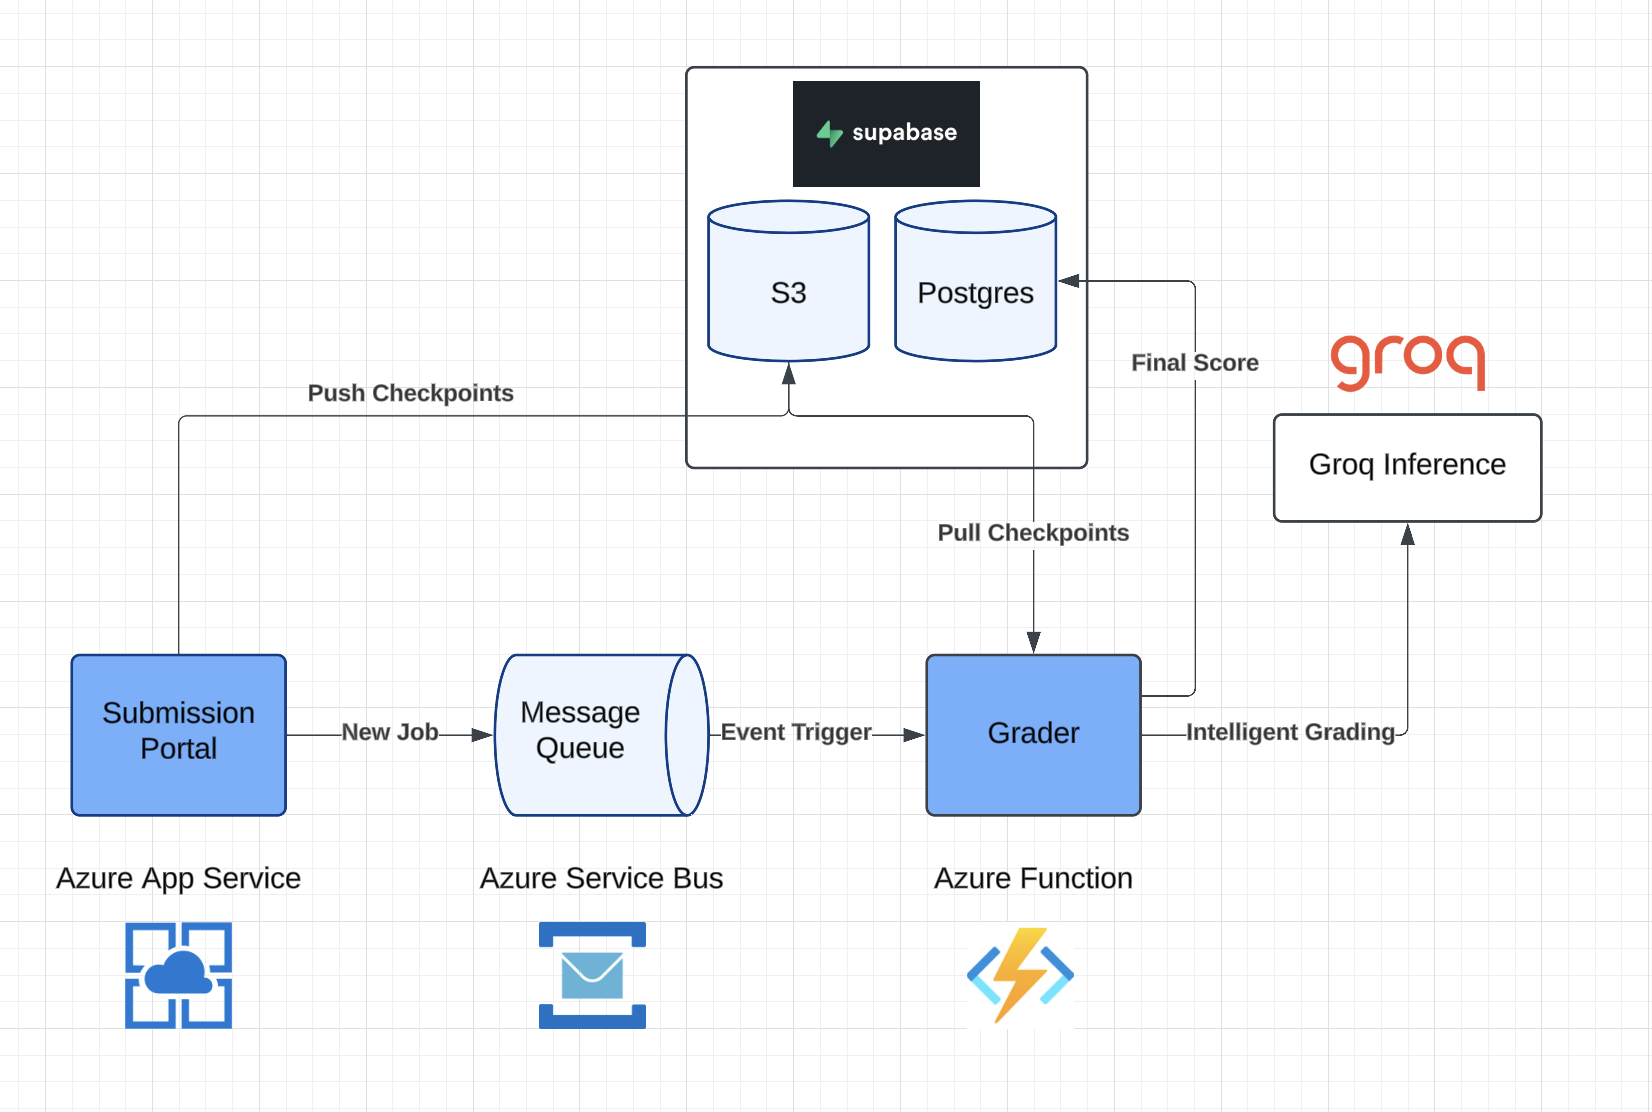 supabase
S3
Postgres
Final Score
groq
Push Checkpoints
Groq Inference
Pull Checkpoints
Submission
Portal
New Job
Message
Queue
Event Trigger
Grader
Intelligent Grading
Azure App Service
Azure Service Bus
Azure Function